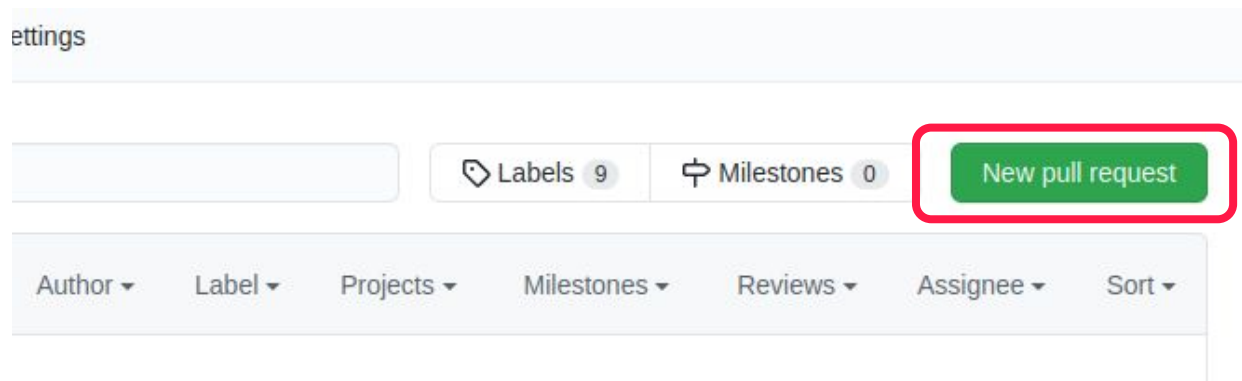 ettings
Labels 9 Milestones 0 New pull request
Author Label Projects Milestones Reviews Assignee Sort